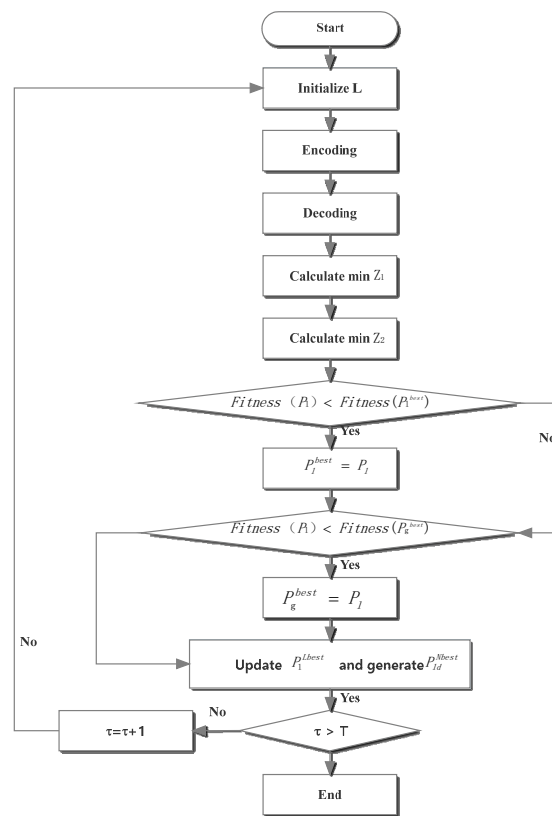 Start
Initialize L
Encoding
Decoding
Calculate min Z1
Calculate min Z2
Fitness (P1) < Fitness(P1best)
Yes
No
P1best = P1
Fitness (P1) < Fitness(Pgbest)
Yes
Pgbest = P1
No
Update P1Lbest and generate P1dNbest
Yes
No
τ=τ+1
τ > T
End